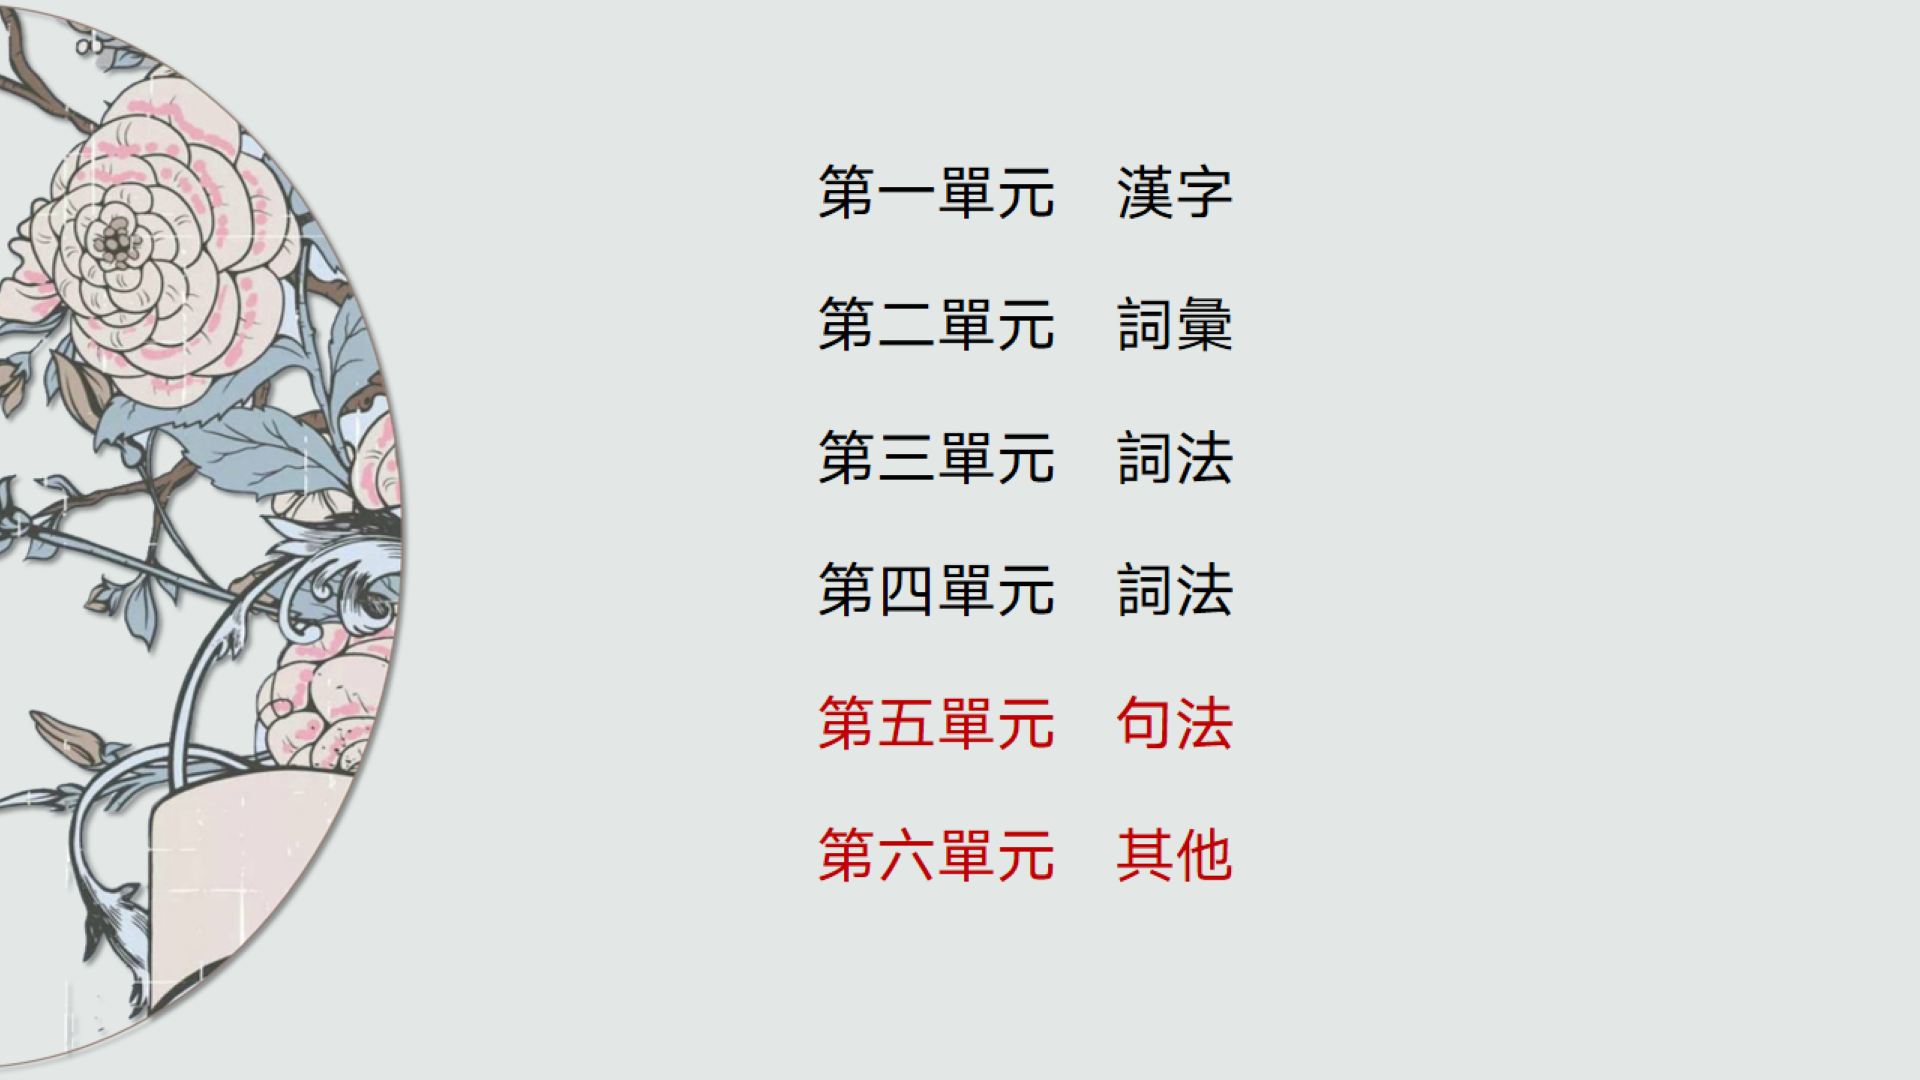 第一單元　漢字
第二單元　詞彙
第三單元　詞法
第四單元　詞法
第五單元　句法
第六單元　其他